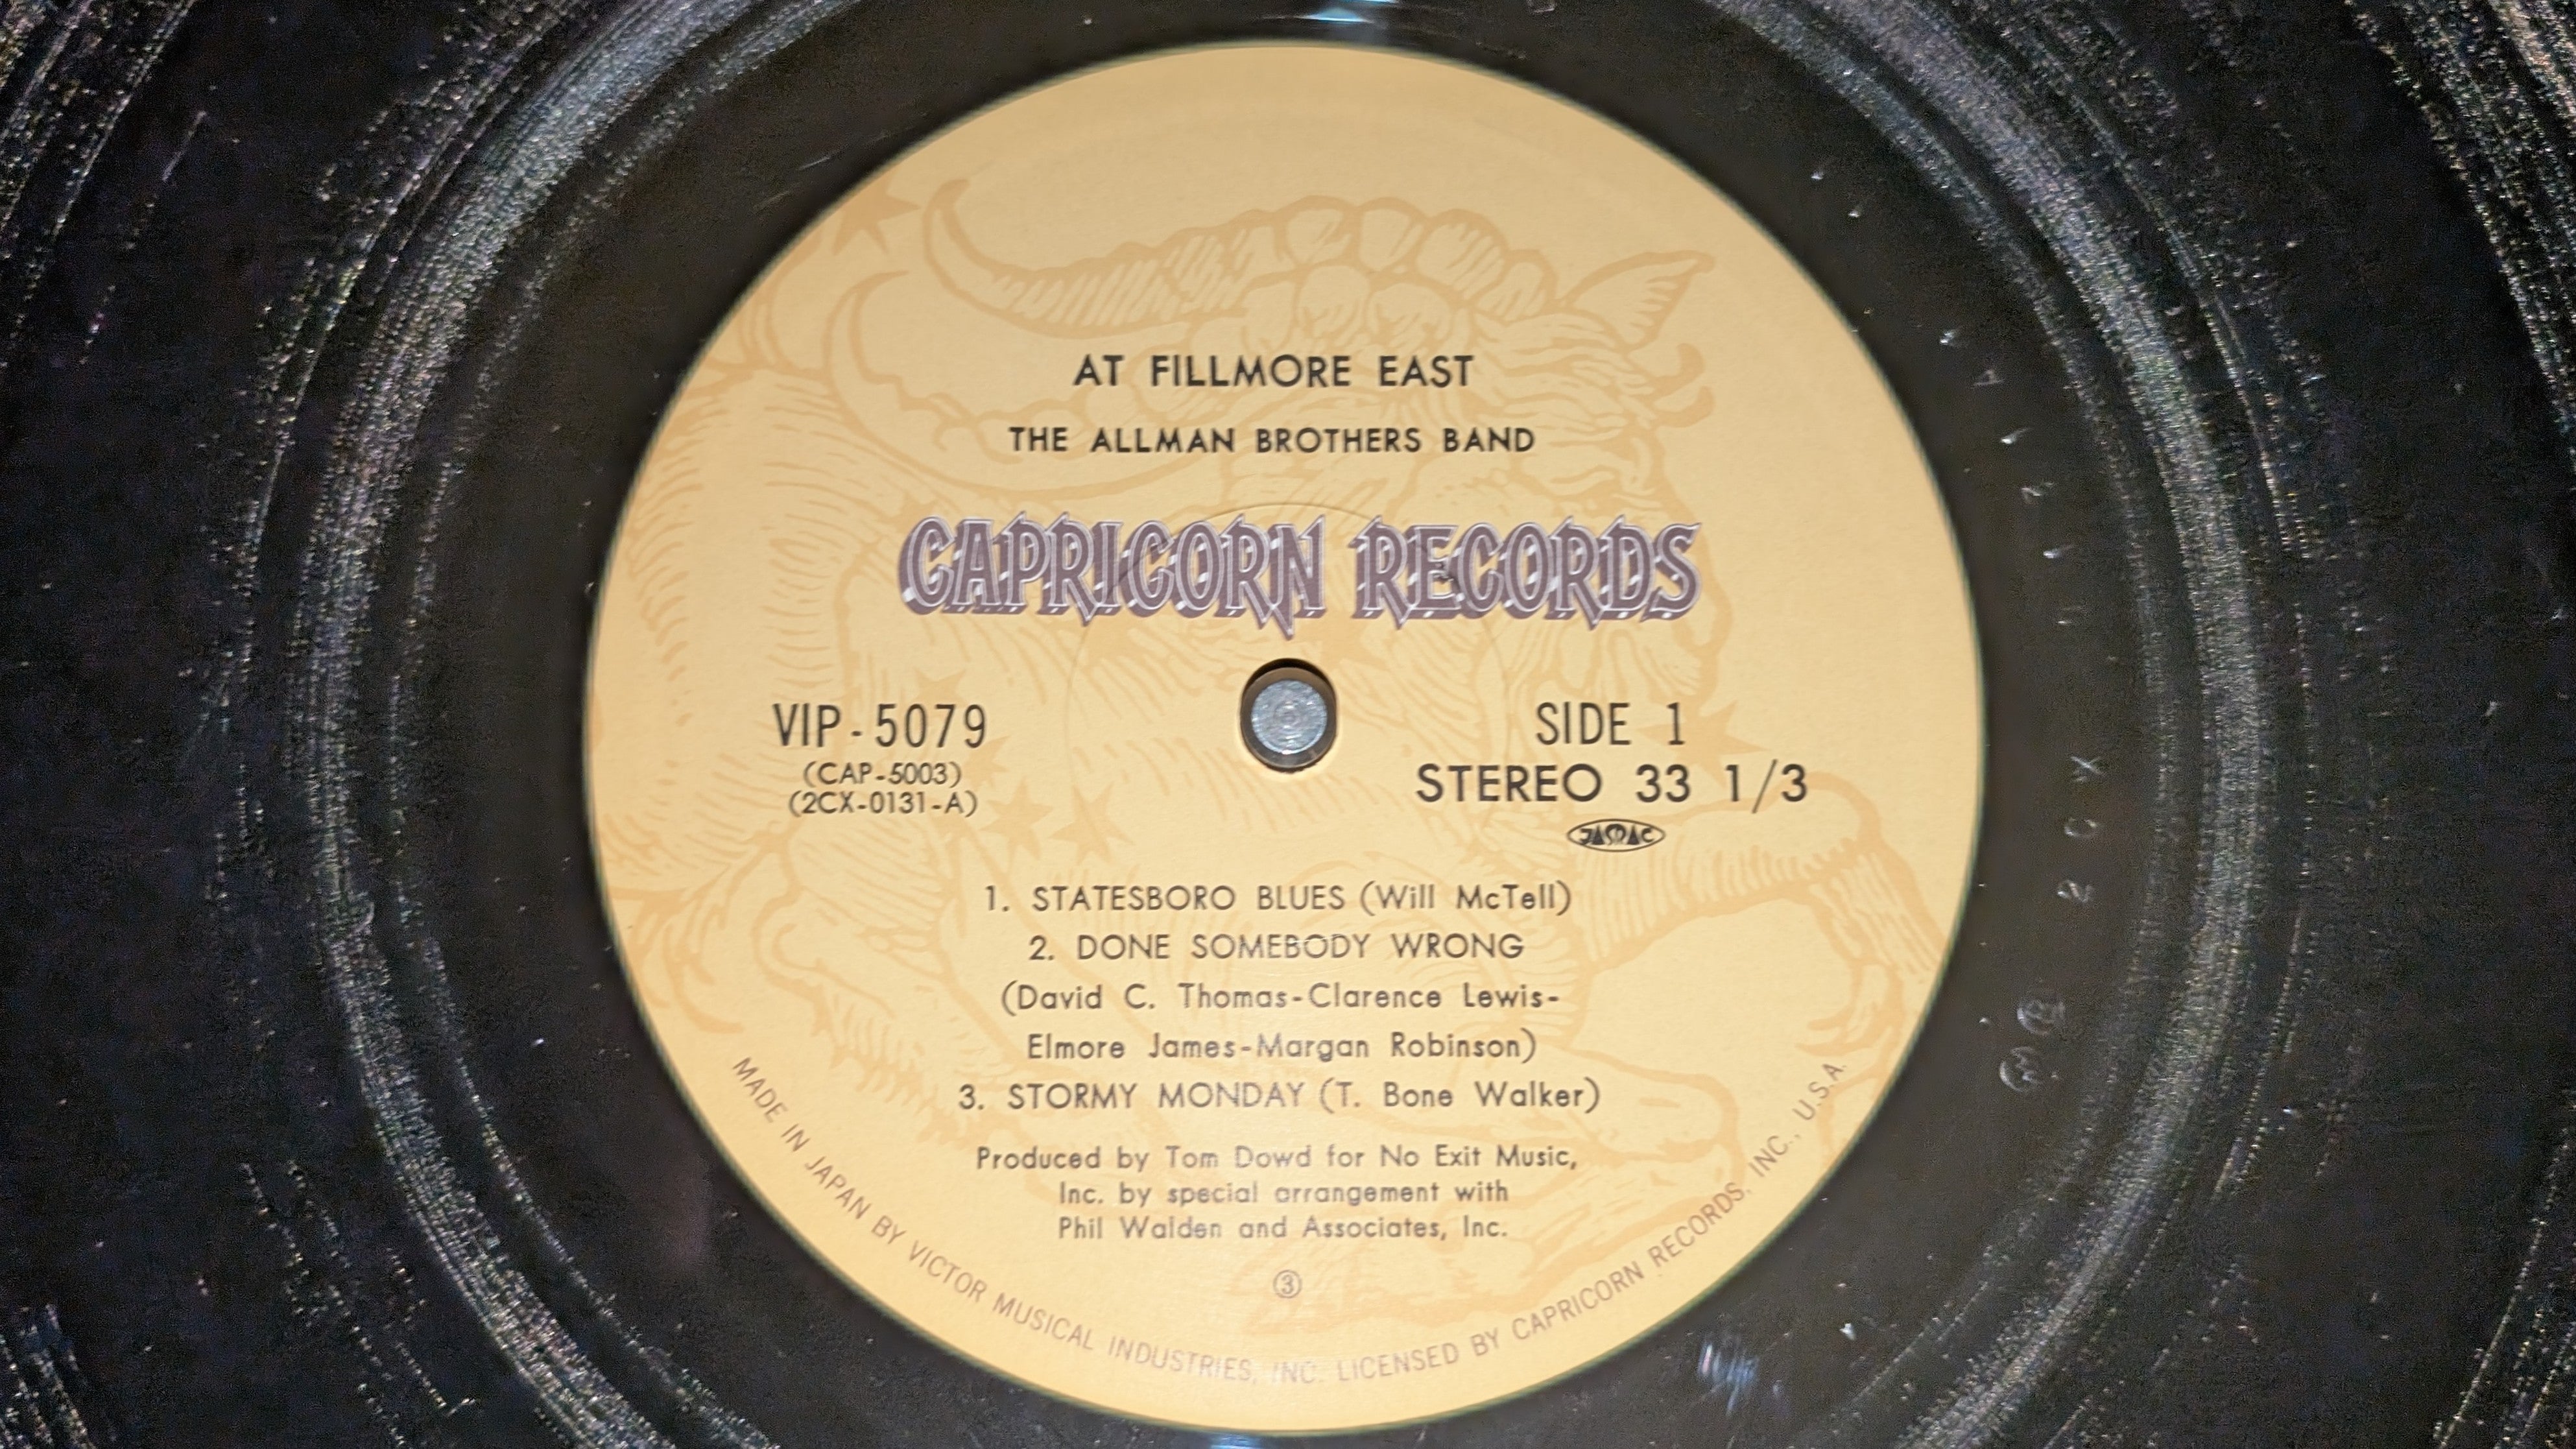 AT FILLMORE EAST
THE ALLMAN BROTHERS BAND
CAPRICORN RECORDS
VIP-5079
(CAP-5003)
(2CX-0131-A)
SIDE 1
STEREO 33 1/3
JASRAC
1. STATESBORO BLUES (Will McTell)
2. DONE SOMEBODY WRONG
(David C. Thomas-Clarence Lewis-
Elmore James-Margan Robinson)
3. STORMY MONDAY (T. Bone Walker)
Produced by Tom Dowd for No Exit Music,
Inc. by special arrangement with
Phil Walden and Associates, Inc.
③
MADE IN JAPAN BY VICTOR MUSICAL INDUSTRIES, INC. LICENSED BY CAPRICORN RECORDS, INC., U.S.A.